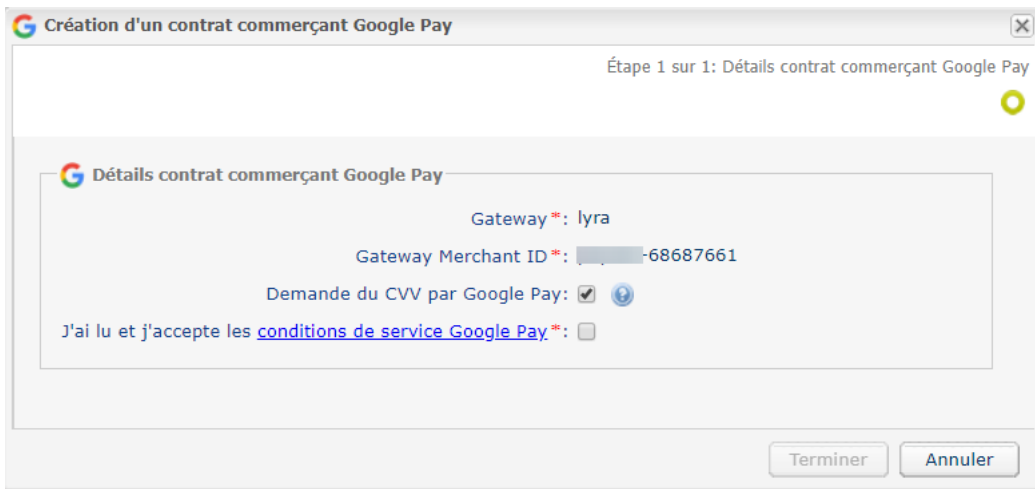 Création d'un contrat commerçant Google Pay
Étape 1 sur 1: Détails contrat commerçant Google Pay
Détails contrat commerçant Google Pay
Gateway*: lyra
Gateway Merchant ID*: -68687661
Demande du CVV par Google Pay:
J'ai lu et j'accepte les conditions de service Google Pay*:
Terminer Annuler